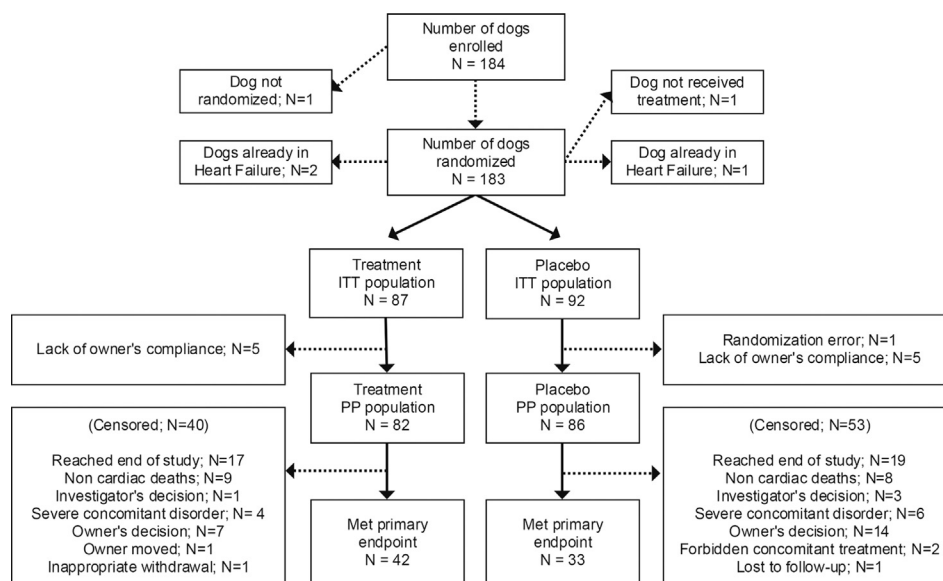 Number of dogs
enrolled
N = 184
Dog not
randomized; N=1
Dog not received
treatment; N=1
Number of dogs
randomized
N = 183
Dogs already in
Heart Failure; N=2
Dog already in
Heart Failure; N=1
Treatment
ITT population
N = 87
Placebo
ITT population
N = 92
Lack of owner's compliance; N=5
Randomization error; N=1
Lack of owner's compliance; N=5
Treatment
PP population
N = 82
Placebo
PP population
N = 86
(Censored; N=40)
Reached end of study; N=17
Non cardiac deaths; N=9
Investigator's decision; N=1
Severe concomitant disorder; N= 4
Owner's decision; N=7
Owner moved; N=1
Inappropriate withdrawal; N=1
(Censored; N=53)
Reached end of study; N=19
Non cardiac deaths; N=8
Investigator's decision; N=3
Severe concomitant disorder; N=6
Owner's decision; N=14
Forbidden concomitant treatment; N=2
Lost to follow-up; N=1
Met primary
endpoint
N = 42
Met primary
endpoint
N = 33